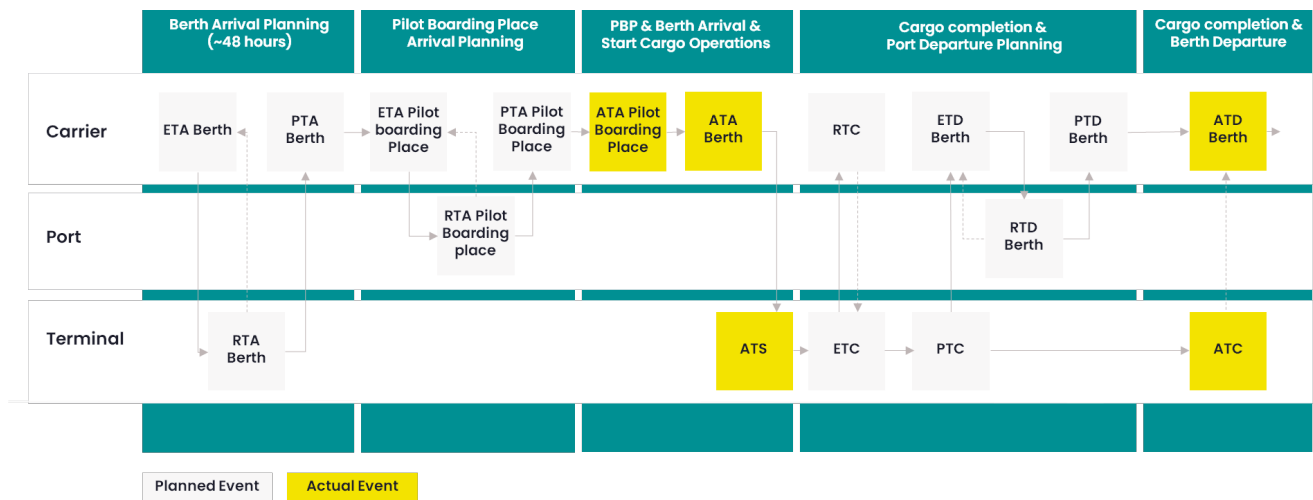 Berth Arrival Planning
(~48 hours)
Pilot Boarding Place
Arrival Planning
PBP & Berth Arrival &
Start Cargo Operations
Cargo completion &
Port Departure Planning
Cargo completion &
Berth Departure
Carrier
ETA Berth
PTA
Berth
ETA Pilot
boarding
Place
PTA Pilot
Boarding
Place
ATA Pilot
Boarding
Place
ATA
Berth
RTC
ETD
Berth
PTD
Berth
ATD
Berth
Port
RTA Pilot
Boarding
place
RTD
Berth
Terminal
RTA
Berth
ATS
ETC
PTC
ATC
Planned Event
Actual Event